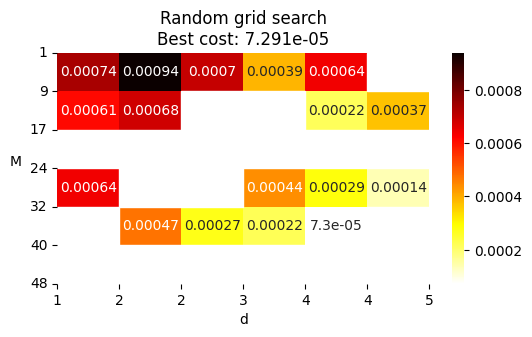 Random grid search
Best cost: 7.291e-05
1
0.00074 0.00094 0.0007 0.00039 0.00064
9
0.00061 0.00068 0.00022 0.00037
17
M
24
0.00064 0.00044 0.00029 0.00014
32
0.00047 0.00027 0.00022 7.3e-05
40
48
1 2 2 3 4 4 5
d
0.0008
0.0006
0.0004
0.0002